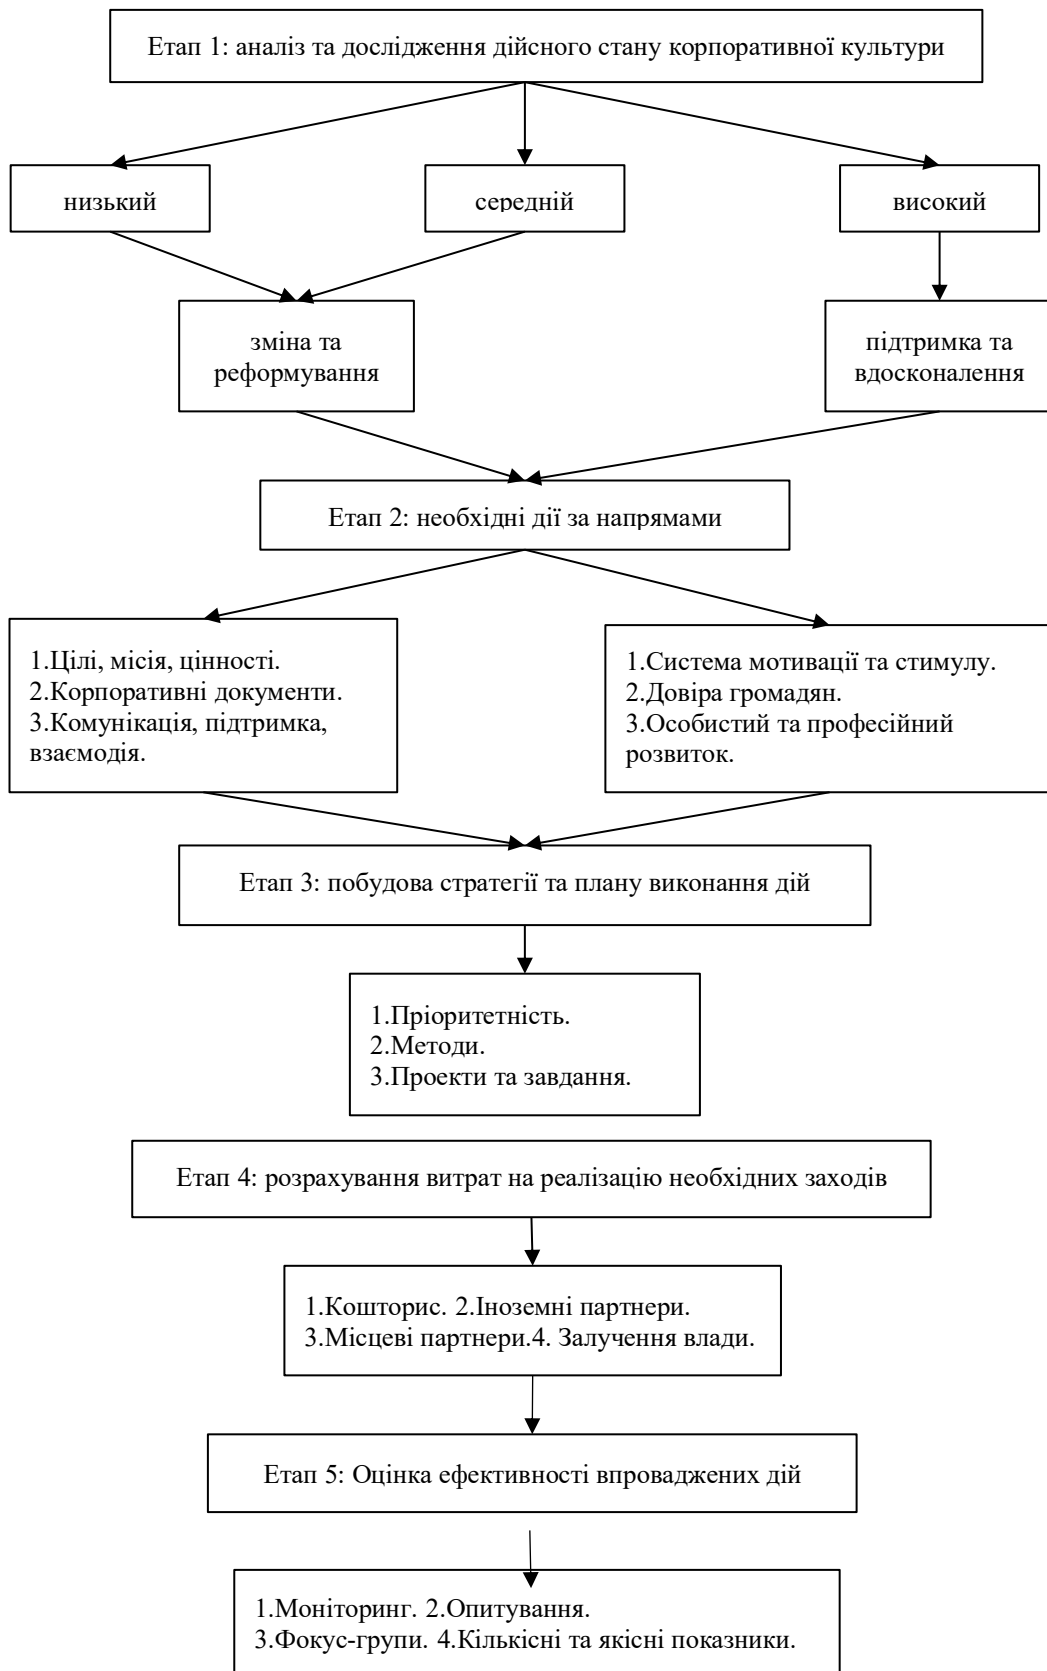 Етап 1: аналіз та дослідження дійсного стану корпоративної культури
низький
середній
високий
зміна та
реформування
підтримка та
вдосконалення
Етап 2: необхідні дії за напрямами
1.Цілі, місія, цінності.
2.Корпоративні документи.
3.Комунікація, підтримка,
взаємодія.
1.Система мотивації та стимулу.
2.Довіра громадян.
3.Особистий та професійний
розвиток.
Етап 3: побудова стратегії та плану виконання дій
1.Пріоритетність.
2.Методи.
3.Проекти та завдання.
Етап 4: розрахування витрат на реалізацію необхідних заходів
1.Кошторис. 2.Іноземні партнери.
3.Місцеві партнери.4. Залучення влади.
Етап 5: Оцінка ефективності впроваджених дій
1.Моніторинг. 2.Опитування.
3.Фокус-групи. 4.Кількісні та якісні показники.